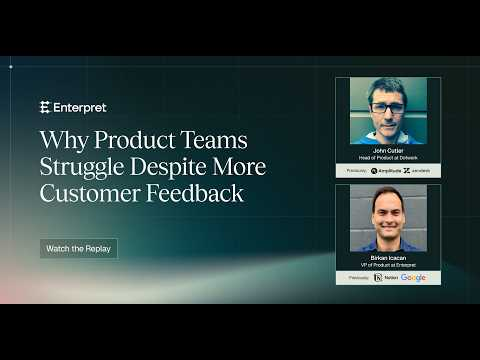 Enterpret
Why Product Teams
Struggle Despite More
Customer Feedback
Watch the Replay
John Cutler
Head of Product at Dotwork
Previously,
Amplitude
zendesk
Birkan Icacan
VP of Product at Enterpret
Previously,
Notion
Google